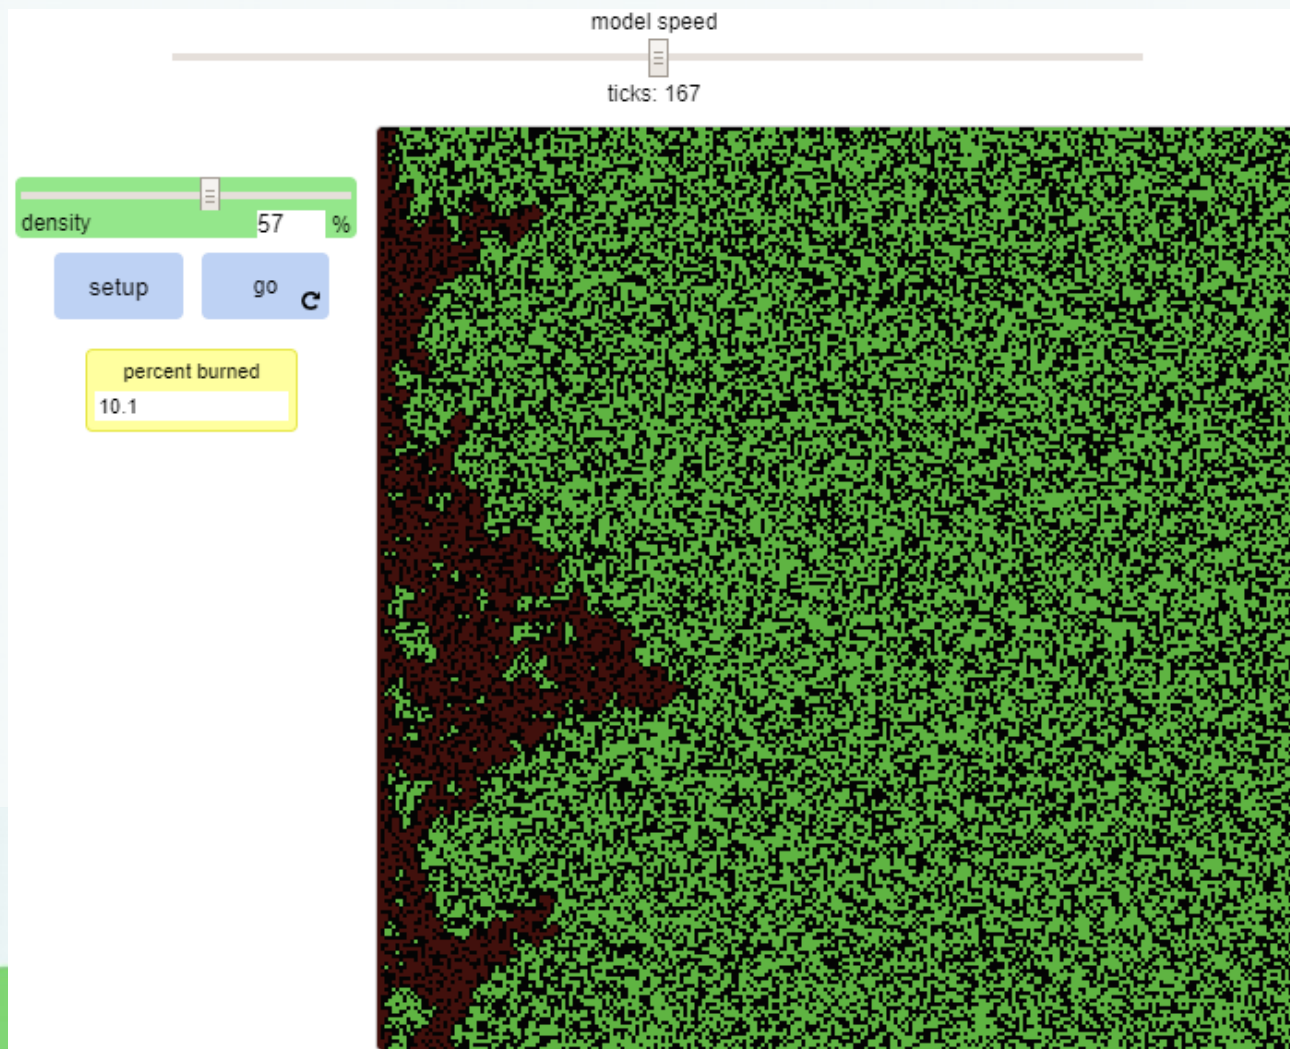 model speed
ticks: 167
density 57 %
setup
go
percent burned
10.1